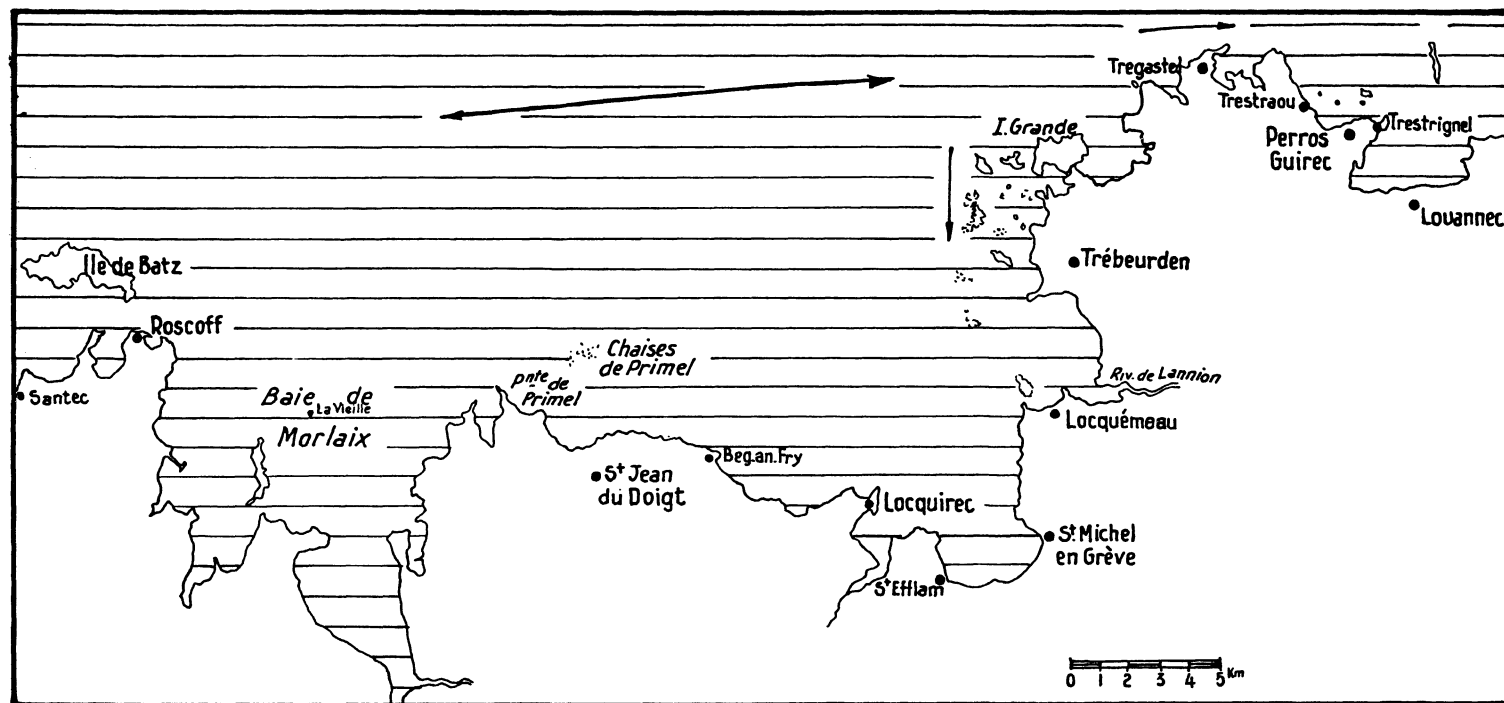 Tregastel
Trestraou
I. Grande
Trestrignel
Perros
Guirec
Louannec
Ile de Batz
Trébeurden
Roscoff
Chaises
de Primel
Pnte de
Primel
Riv. de Lannion
Santec
Baie de
La Vieille
Morlaix
Locquémeau
Beg.an.Fry
St Jean
du Doigt
Locquirec
St Michel
en Grève
St Efflam
0 1 2 3 4 5 Km